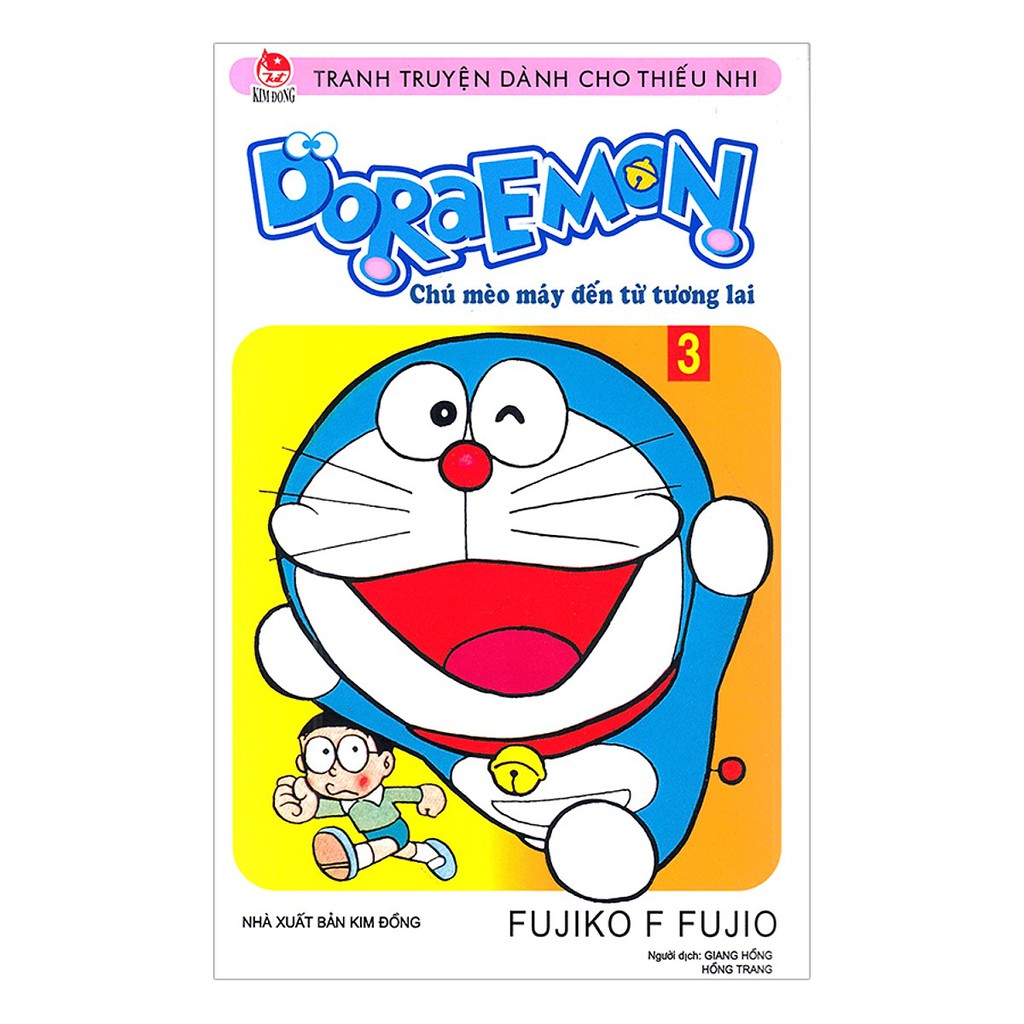 KIM ĐỒNG
TRANH TRUYỆN DÀNH CHO THIẾU NHI
DORAEMON
Chú mèo máy đến từ tương lai
3
NHÀ XUẤT BẢN KIM ĐỒNG
FUJIKO F FUJIO
Người dịch: GIANG HỒNG
HỒNG TRANG